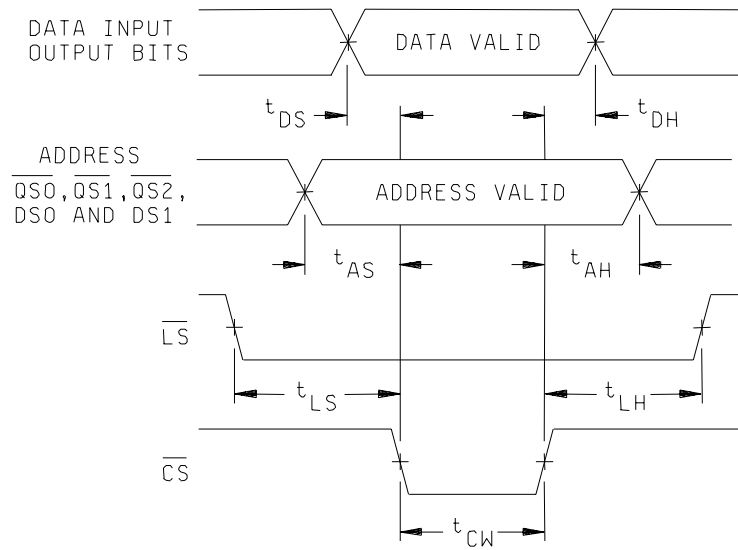 DATA INPUT
OUTPUT BITS
DATA VALID
tDS
tDH
ADDRESS
QS0, QS1, QS2,
DS0 AND DS1
ADDRESS VALID
tAS
tAH
LS
tLS
tLH
CS
tCW